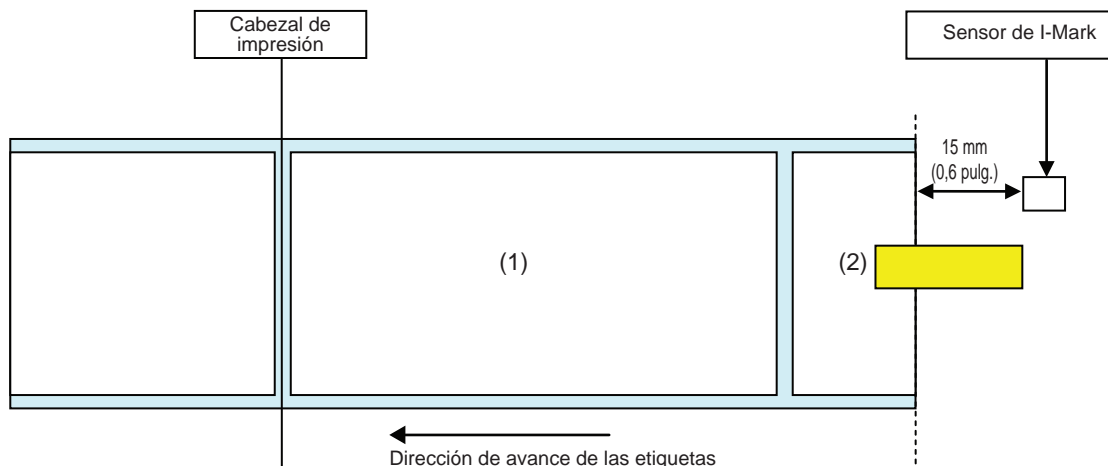 Cabezal de
impresión
Sensor de I-Mark
15 mm
(0,6 pulg.)
(1)
(2)
Dirección de avance de las etiquetas